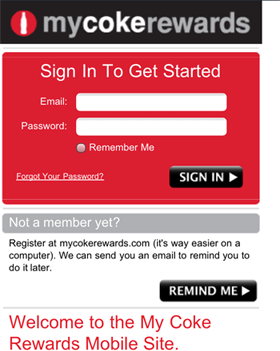 mycokerewards
Sign In To Get Started
Email:
Password:
Remember Me
Forgot Your Password?
SIGN IN
Not a member yet?
Register at mycokerewards.com (it's way easier on a
computer). We can send you an email to remind you to
do it later.
REMIND ME
Welcome to the My Coke
Rewards Mobile Site.